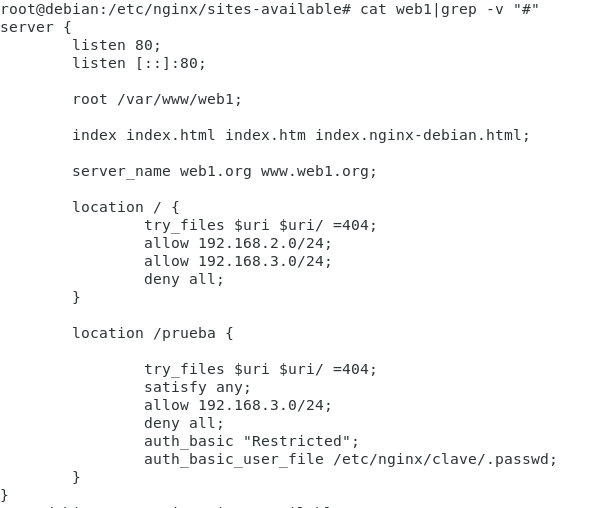 root@debian:/etc/nginx/sites-available# cat web1|grep -v "#"
server {
listen 80;
listen [::]:80;
root /var/www/web1;
index index.html index.htm index.nginx-debian.html;
server_name web1.org www.web1.org;
location / {
try_files $uri $uri/ =404;
allow 192.168.2.0/24;
allow 192.168.3.0/24;
deny all;
}
location /prueba {
try_files $uri $uri/ =404;
satisfy any;
allow 192.168.3.0/24;
deny all;
auth_basic "Restricted";
auth_basic_user_file /etc/nginx/clave/.passwd;
}
}